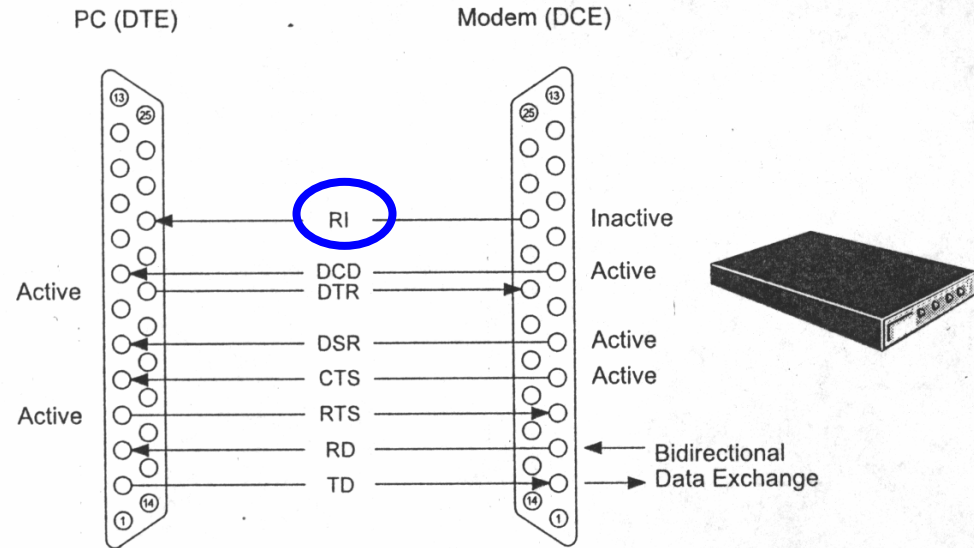 PC (DTE) Modem (DCE)
13 13
25 25
RI Inactive
DCD Active
Active DTR
DSR Active
CTS Active
Active RTS
RD Bidirectional
TD Data Exchange
14 14
1 1